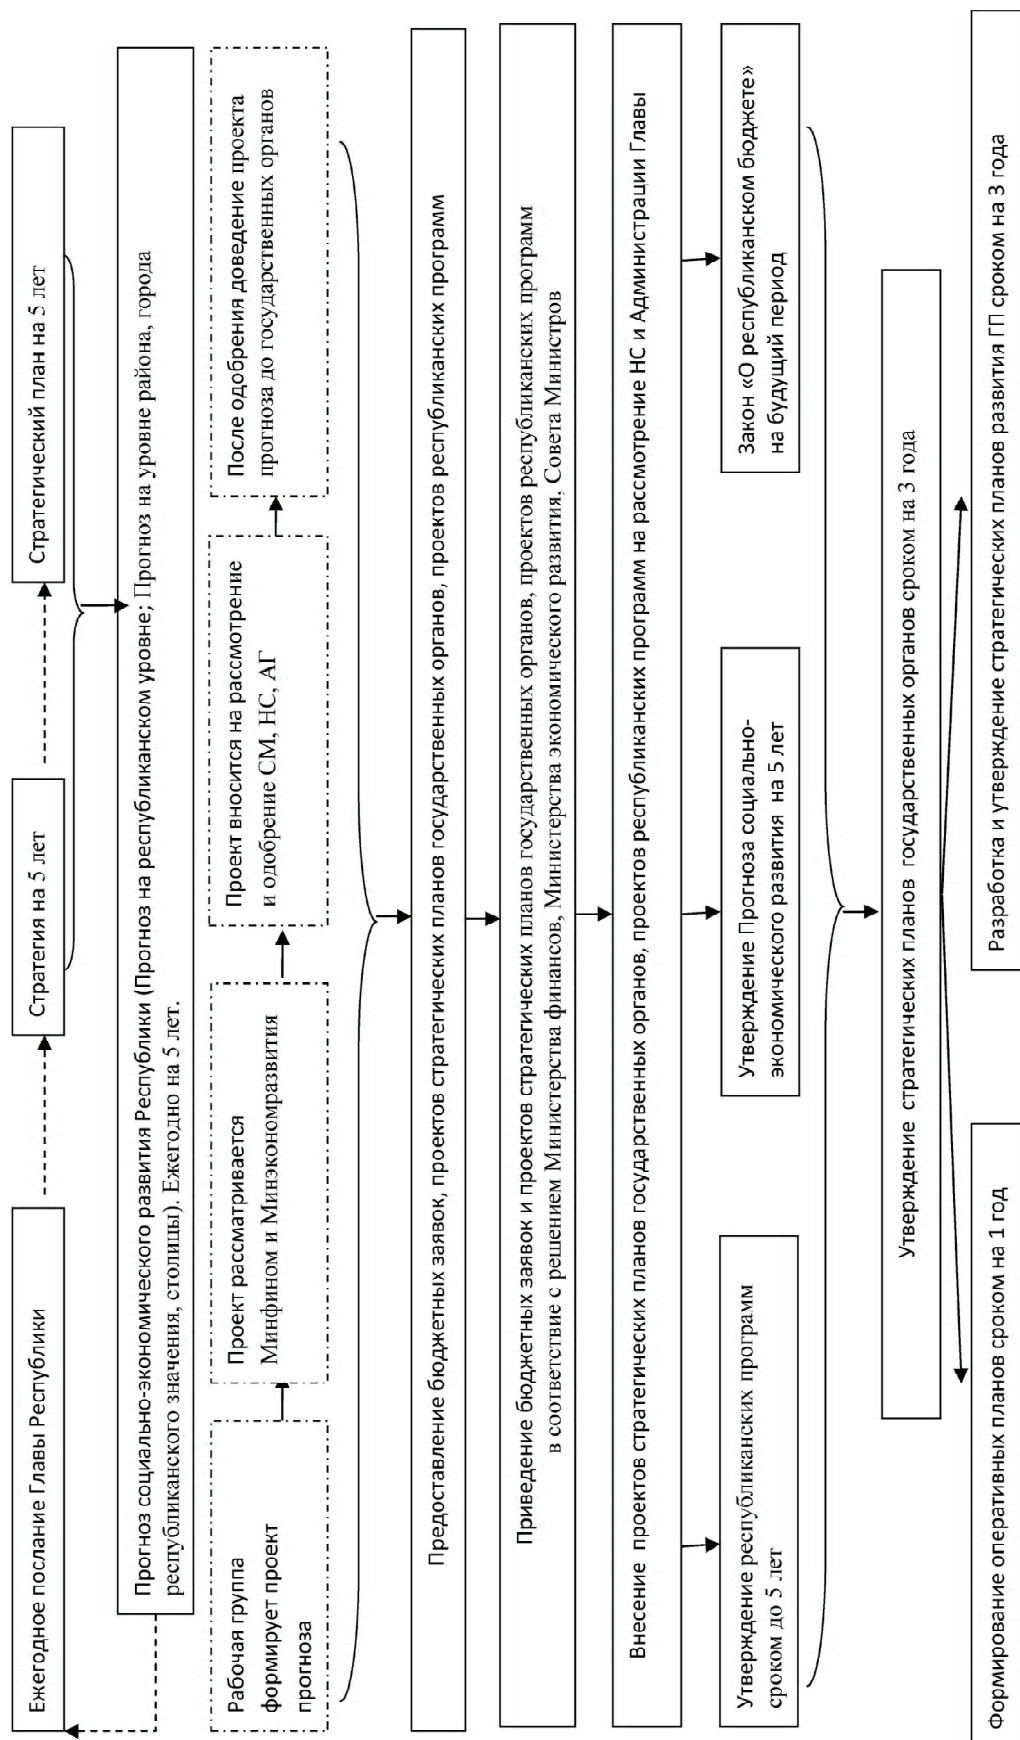 Ежегодное послание Главы Республики
Стратегия на 5 лет
Стратегический план на 5 лет
Прогноз социально-экономического развития Республики (Прогноз на республиканском уровне; Прогноз на уровне района, города
республиканского значения, столицы). Ежегодно на 5 лет.
Рабочая группа
формирует проект
прогноза
Проект рассматривается
Минфином и Минэкономразвития
Проект вносится на рассмотрение
и одобрение СМ, НС, АГ
После одобрения доведение проекта
прогноза до государственных органов
Предоставление бюджетных заявок, проектов стратегических планов государственных органов, проектов республиканских программ
Приведение бюджетных заявок и проектов стратегических планов государственных органов, проектов республиканских программ
в соответствие с решением Министерства финансов, Министерства экономического развития, Совета Министров
Внесение проектов стратегических планов государственных органов, проектов республиканских программ на рассмотрение НС и Администрации Главы
Утверждение республиканских программ
сроком до 5 лет
Утверждение Прогноза социально-
экономического развития на 5 лет
Закон «О республиканском бюджете»
на будущий период
Утверждение стратегических планов государственных органов сроком на 3 года
Формирование оперативных планов сроком на 1 год
Разработка и утверждение стратегических планов развития ГП сроком на 3 года